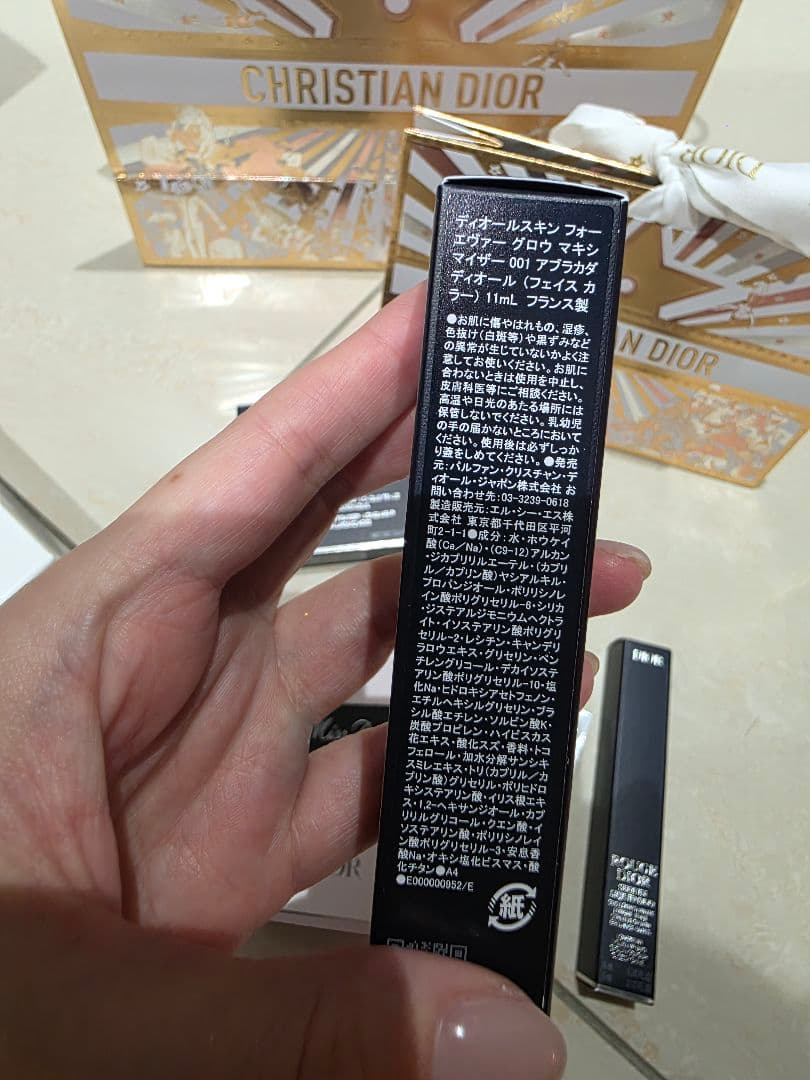 CHRISTIAN DIOR
DIOR
AN DIOR
ディオールスキン フォー
エヴァー グロウ マキシ
マイザー 001 アブラカダ
ディオール (フェイス カ
ラー) 11mL フランス製
●お肌に傷やはれもの、湿疹、
色抜け(白斑等)や黒ずみなど
の異常が生じていないかよく注
意してお使いください。お肌に
合わないときは使用を中止し、
皮膚科医等にご相談ください。
高温や日光のあたる場所には
保管しないでください。乳幼児
の手の届かないところにおいて
ください。使用後は必ずしっか
り蓋をしめてください。●発売
元:パルファン・クリスチャン・デ
ィオール・ジャポン株式会社 お
問い合わせ先:03-3239-0618
製造販売元:エル・シー・エス株
式会社 東京都千代田区平河
町2-1-1●成分:水・ホウケイ
酸(Ca/Na)・(C9-12)アルカン
・ジカプリリルエーテル・(カプリ
ル/カプリン酸)ヤシアルキル・
プロパンジオール・ポリリシノレ
イン酸ポリグリセリル-6・シリカ
・ジステアルジモニウムヘクトラ
イト・イソステアリン酸ポリグリ
セリル-2・レシチン・キャンデリ
ラロウエキス・グリセリン・ペン
チレングリコール・デカイソステ
アリン酸ポリグリセリル-10・塩
化Na・ヒドロキシアセトフェノン・
エチルヘキシルグリセリン・ブラ
シル酸エチレン・ソルビン酸K・
炭酸プロピレン・ハイビスカス
花エキス・酸化スズ・香料・トコ
フェロール・加水分解サンシキ
スミレエキス・トリ(カプリル/カ
プリン酸)グリセリル・ポリヒドロ
キシステアリン酸・イリス根エキ
ス・1,2-ヘキサンジオール・カプ
リリルグリコール・クエン酸・イ
ソステアリン酸・ポリリシノレイ
ン酸ポリグリセリル-3・安息香
酸Na・オキシ塩化ビスマス・酸
化チタン●A4
●E000000952/E
紙
ROUGE
DIOR